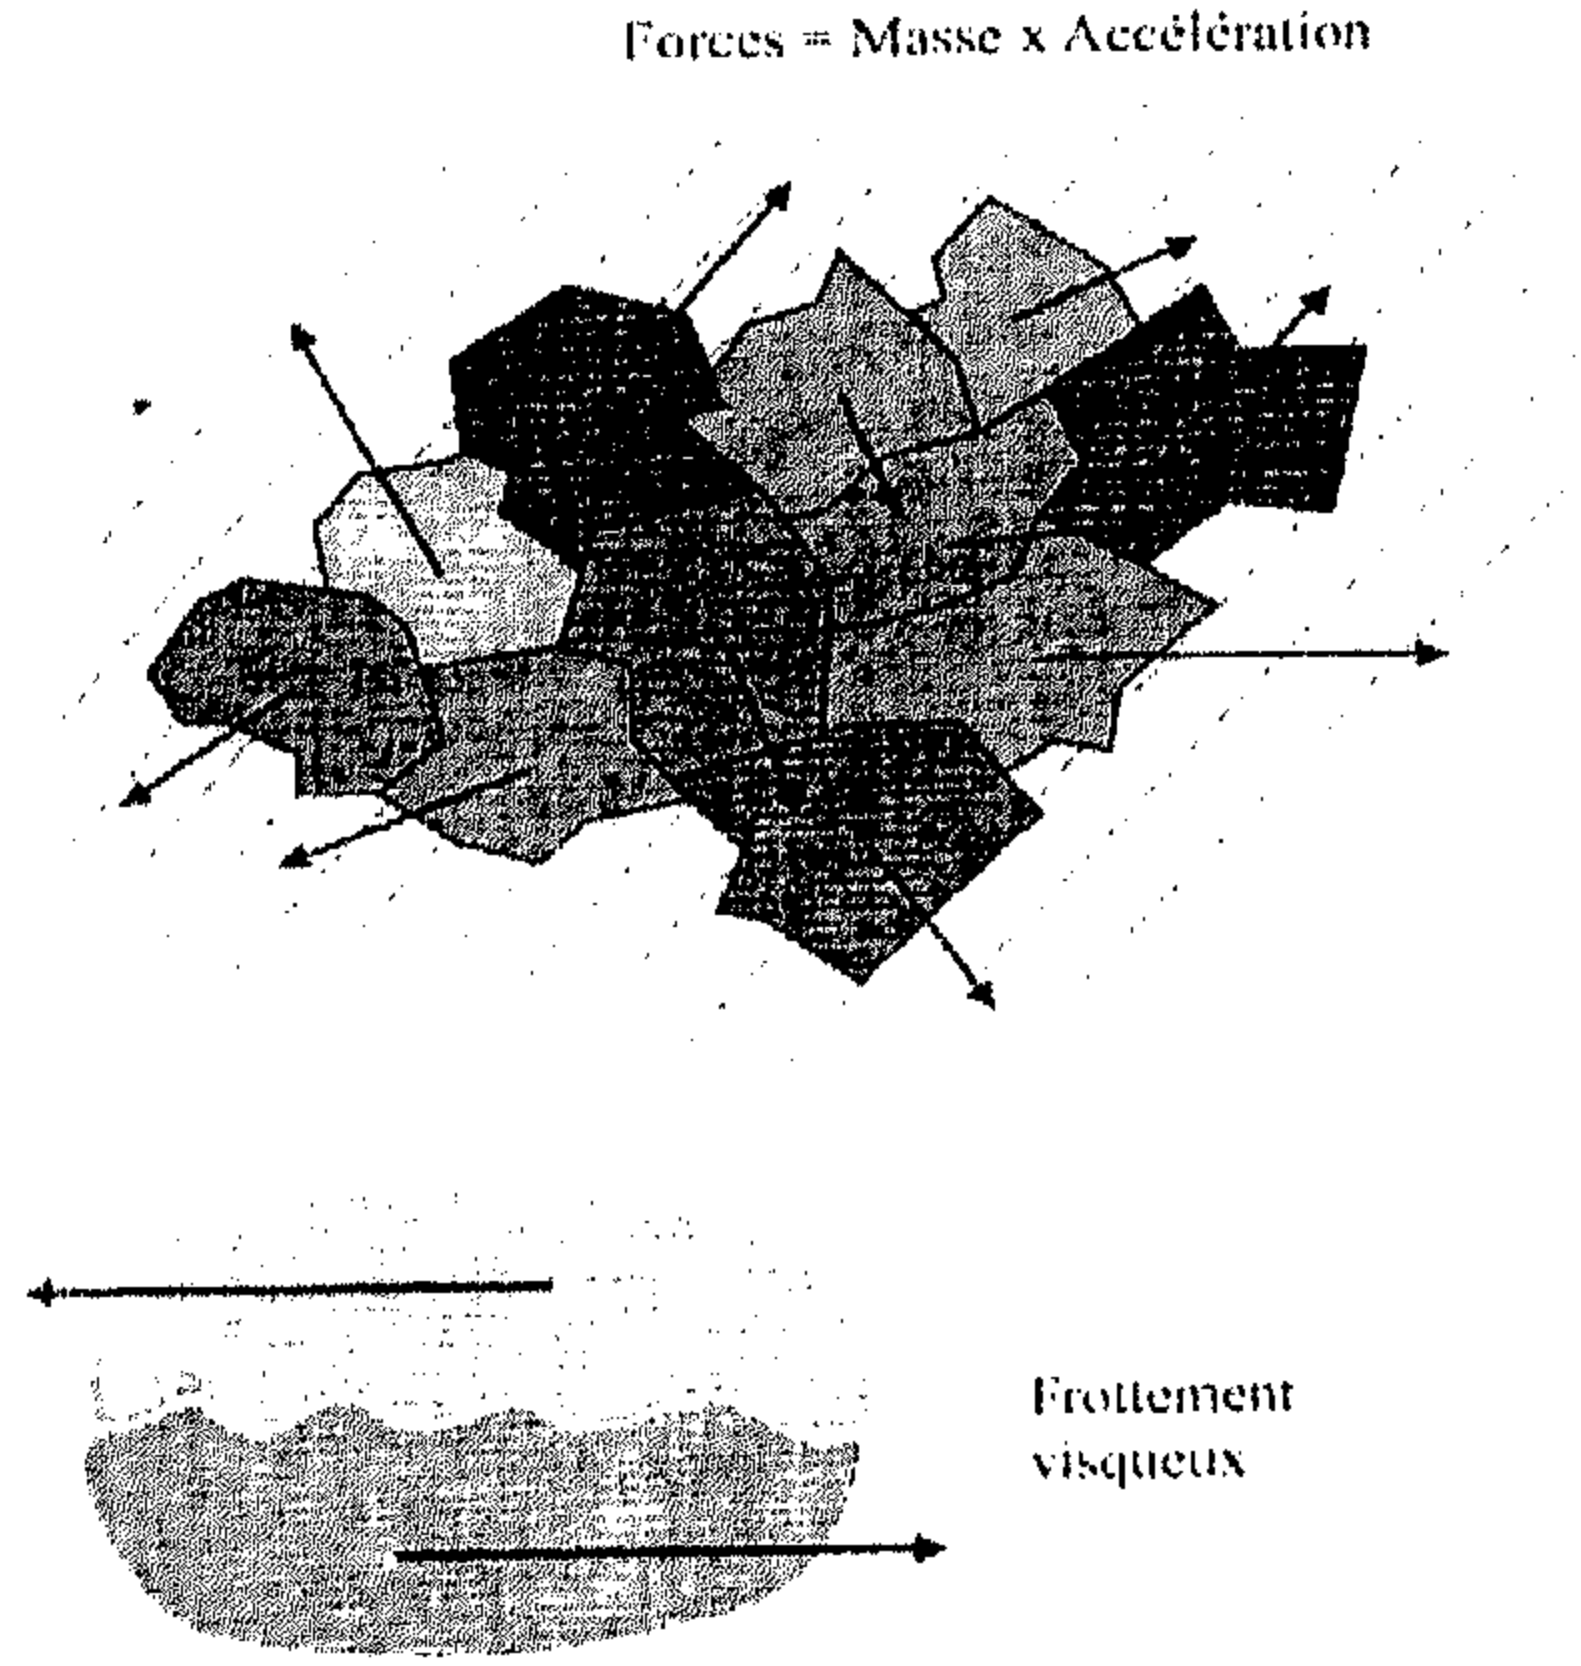 Forces = Masse x Accélération
Frottement
visqueux